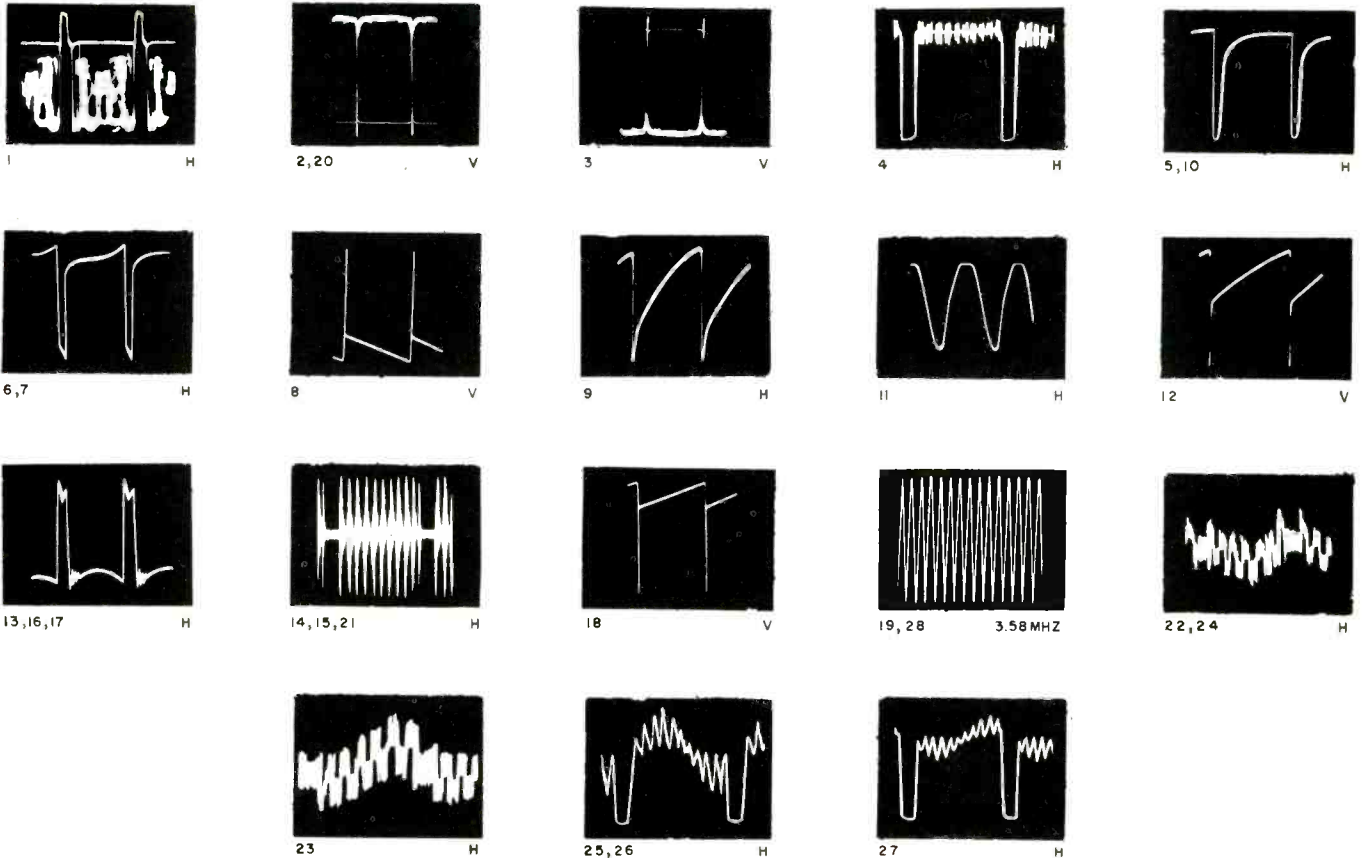 1 H 2,20 V 3 V 4 H 5,10 H
6,7 H 8 V 9 H 11 H 12 V
13,16,17 H 14,15,21 H 18 V 19,28 3.58MHZ 22,24 H
23 H 25,26 H 27 H